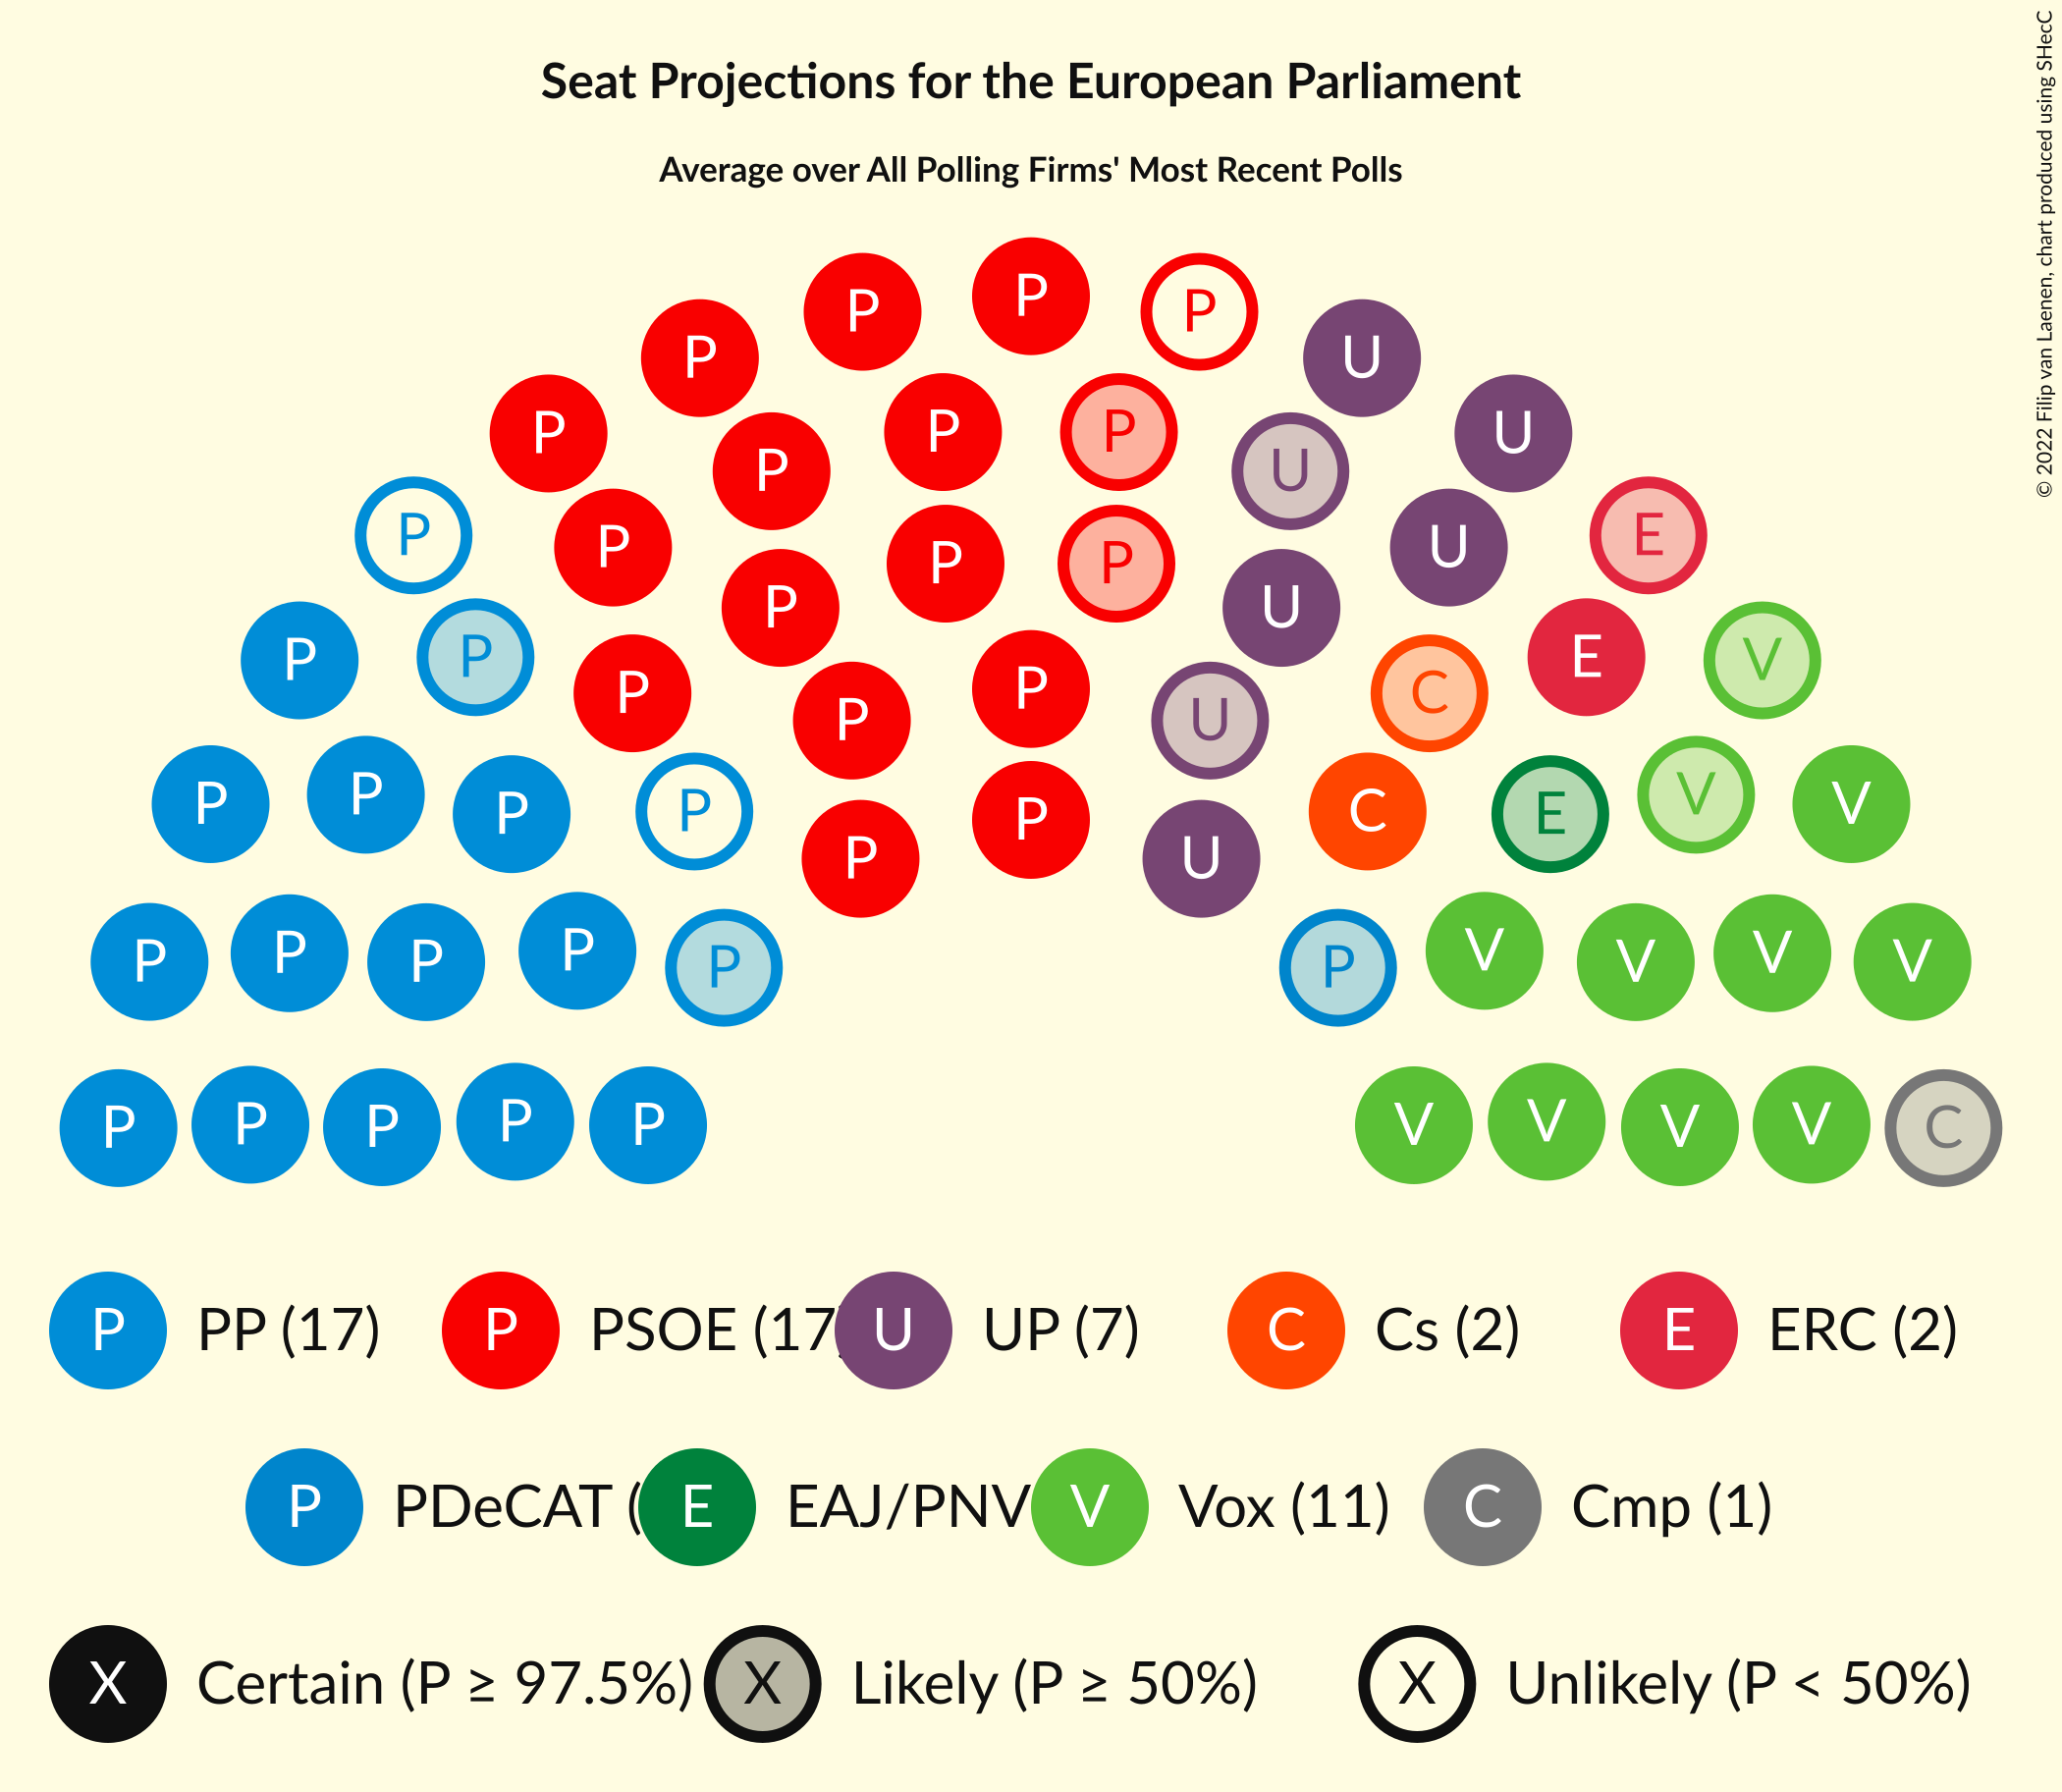 Seat Projections for the European Parliament
Average over All Polling Firms' Most Recent Polls
© 2022 Filip van Laenen, chart produced using SHecC
P
P P
P U
P P P U
P U
P E
P P P U
P U
P P E V
P P C
P U
P P V V
P P P C E
P U
P P P P P P V V V V
P P P P P V V V V C
P PP (17) P PSOE (17 U UP (7) C Cs (2) E ERC (2)
P PDeCAT ( E EAJ/PNV V Vox (11) C Cmp (1)
X Certain (P ≥ 97.5%) X Likely (P ≥ 50%) X Unlikely (P < 50%)